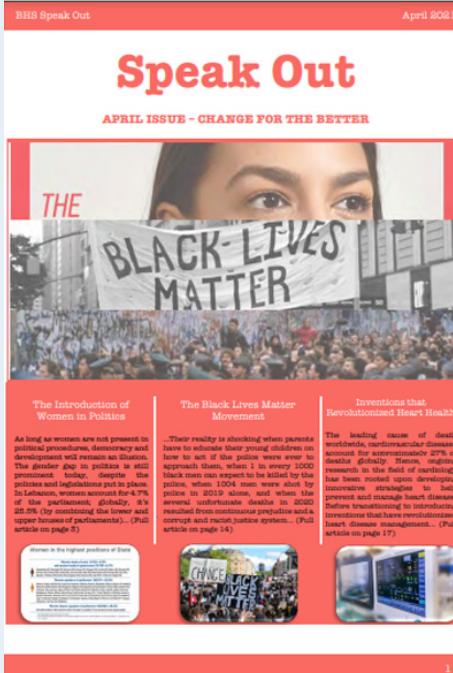 BHS Speak Out
April 2021
Speak Out
APRIL ISSUE – CHANGE FOR THE BETTER
THE
BLACK-LIVES
MATTER
The Introduction of
Women in Politics
As long as women are not present in
political procedures, democracy and
development will remain an illusion.
The gender gap in politics is still
prominent today, despite the
policies and legislations put in place.
In Lebanon, women account for 4.7%
of the parliament; globally, it's
25.5% (by combining the lower and
upper houses of parliaments)... (Full
article on page 3)
Women in the highest positions of State
The Black Lives Matter
Movement
...Their reality is shocking when parents
have to educate their young children on
how to act if the police were ever to
approach them, when 1 in every 1000
black men can expect to be killed by the
police, when 1004 men were shot by
police in 2019 alone, and when the
several unfortunate deaths in 2020
resulted from continuous prejudice and a
corrupt and racist justice system... (Full
article on page 14)
CHANGE
BLACK
LIVES
MATTER
Inventions that
Revolutionized Heart Health
The leading cause of death
worldwide, cardiovascular disease
account for approximately 27% o
deaths globally. Hence, ongoing
research in the field of cardiology
has been rooted upon developing
innovative strategies to help
prevent and manage heart disease
Before transitioning to introducing
inventions that have revolutionized
heart disease management... (Ful
article on page 17)
1